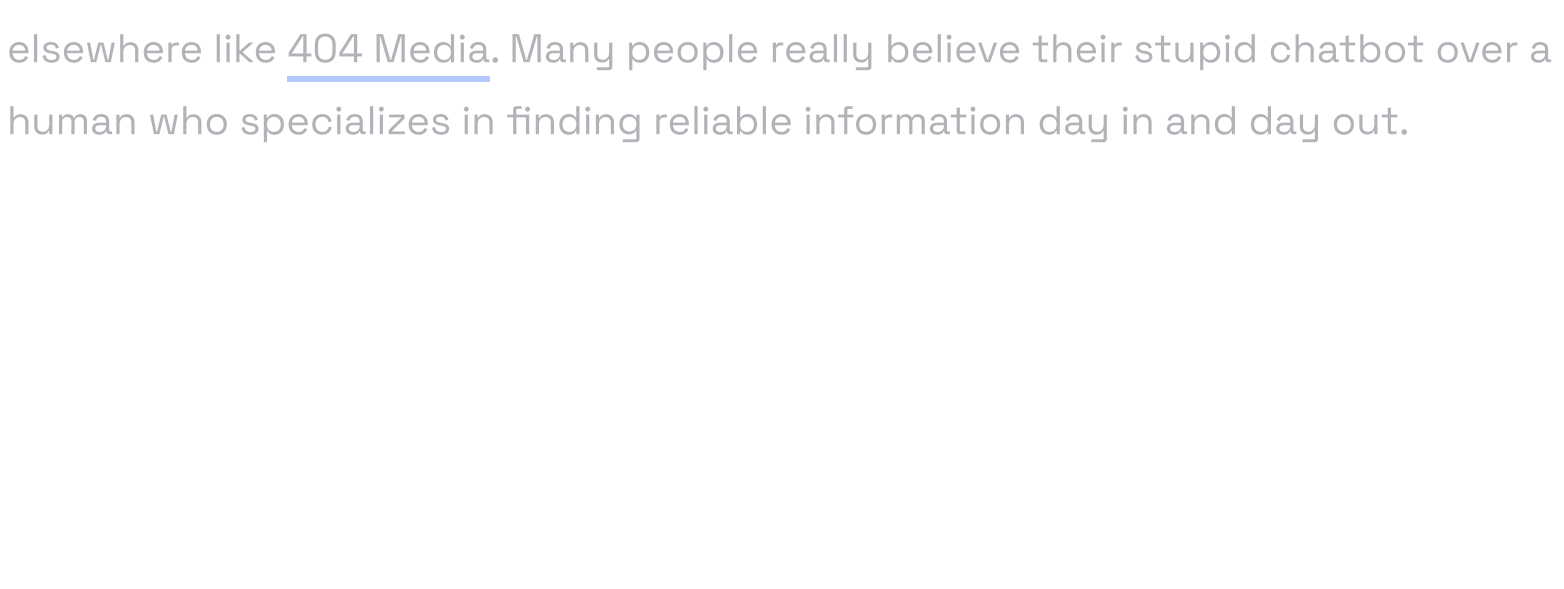 elsewhere like 404 Media. Many people really believe their stupid chatbot over a
human who specializes in finding reliable information day in and day out.